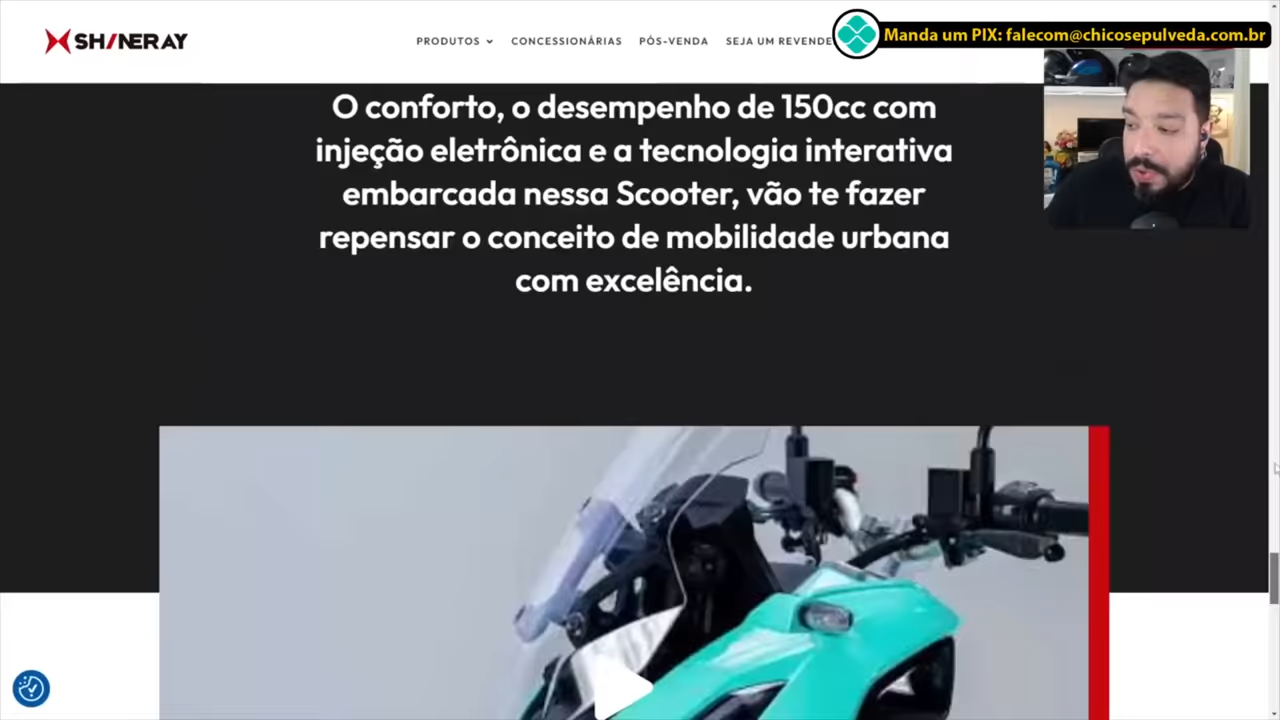 SHINERAY
PRODUTOS
CONCESSIONÁRIAS
PÓS-VENDA
SEJA UM REVENDE
Manda um PIX: falecom@chicosepulveda.com.br
O conforto, o desempenho de 150cc com
injeção eletrônica e a tecnologia interativa
embarcada nessa Scooter, vão te fazer
repensar o conceito de mobilidade urbana
com excelência.